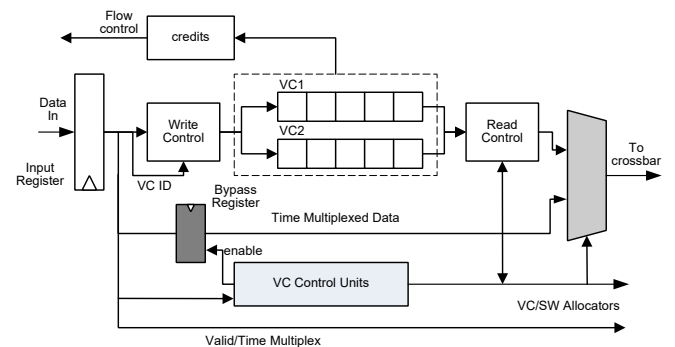 Flow
control
credits
VC1
Data
In
Write
Control
VC2
Read
Control
To
crossbar
Input
Register
VC ID
Bypass
Register
Time Multiplexed Data
enable
VC Control Units
VC/SW Allocators
Valid/Time Multiplex